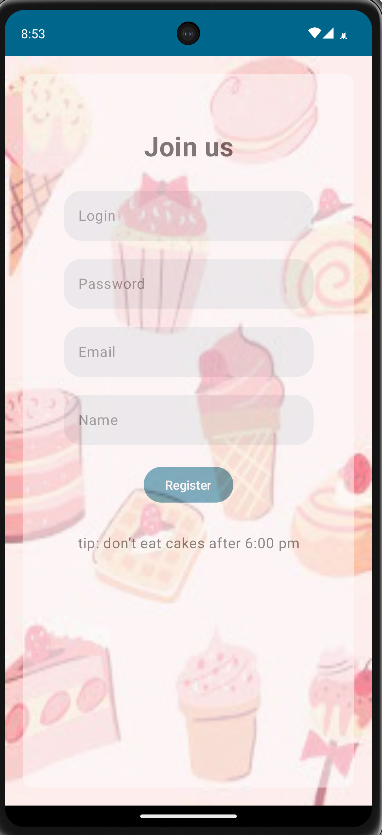 8:53
Join us
Login
Password
Email
Name
Register
tip: don't eat cakes after 6:00 pm